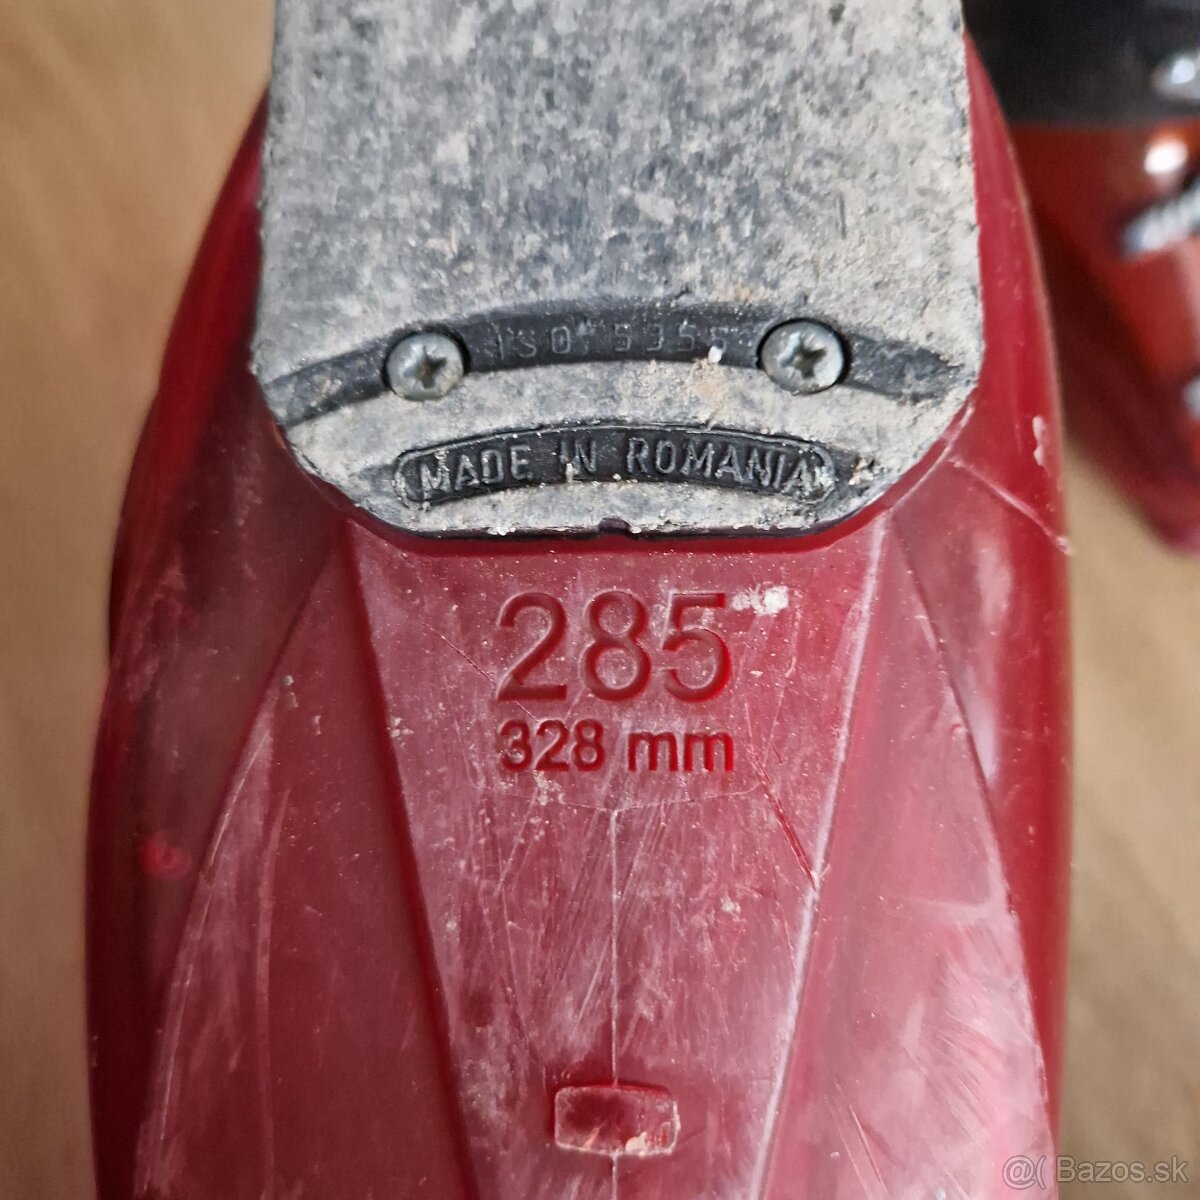 ISO 5355
MADE IN ROMANIA
285
328 mm
@( Bazos.sk